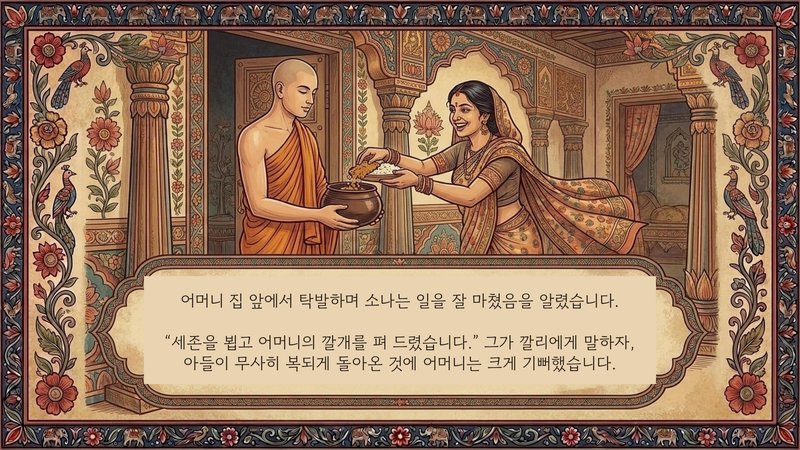 어머니 집 앞에서 탁발하며 소나는 일을 잘 마쳤음을 알렸습니다.
“세존을 뵙고 어머니의 깔개를 펴 드렸습니다.” 그가 깔리에게 말하자,
아들이 무사히 복되게 돌아온 것에 어머니는 크게 기뻐했습니다.